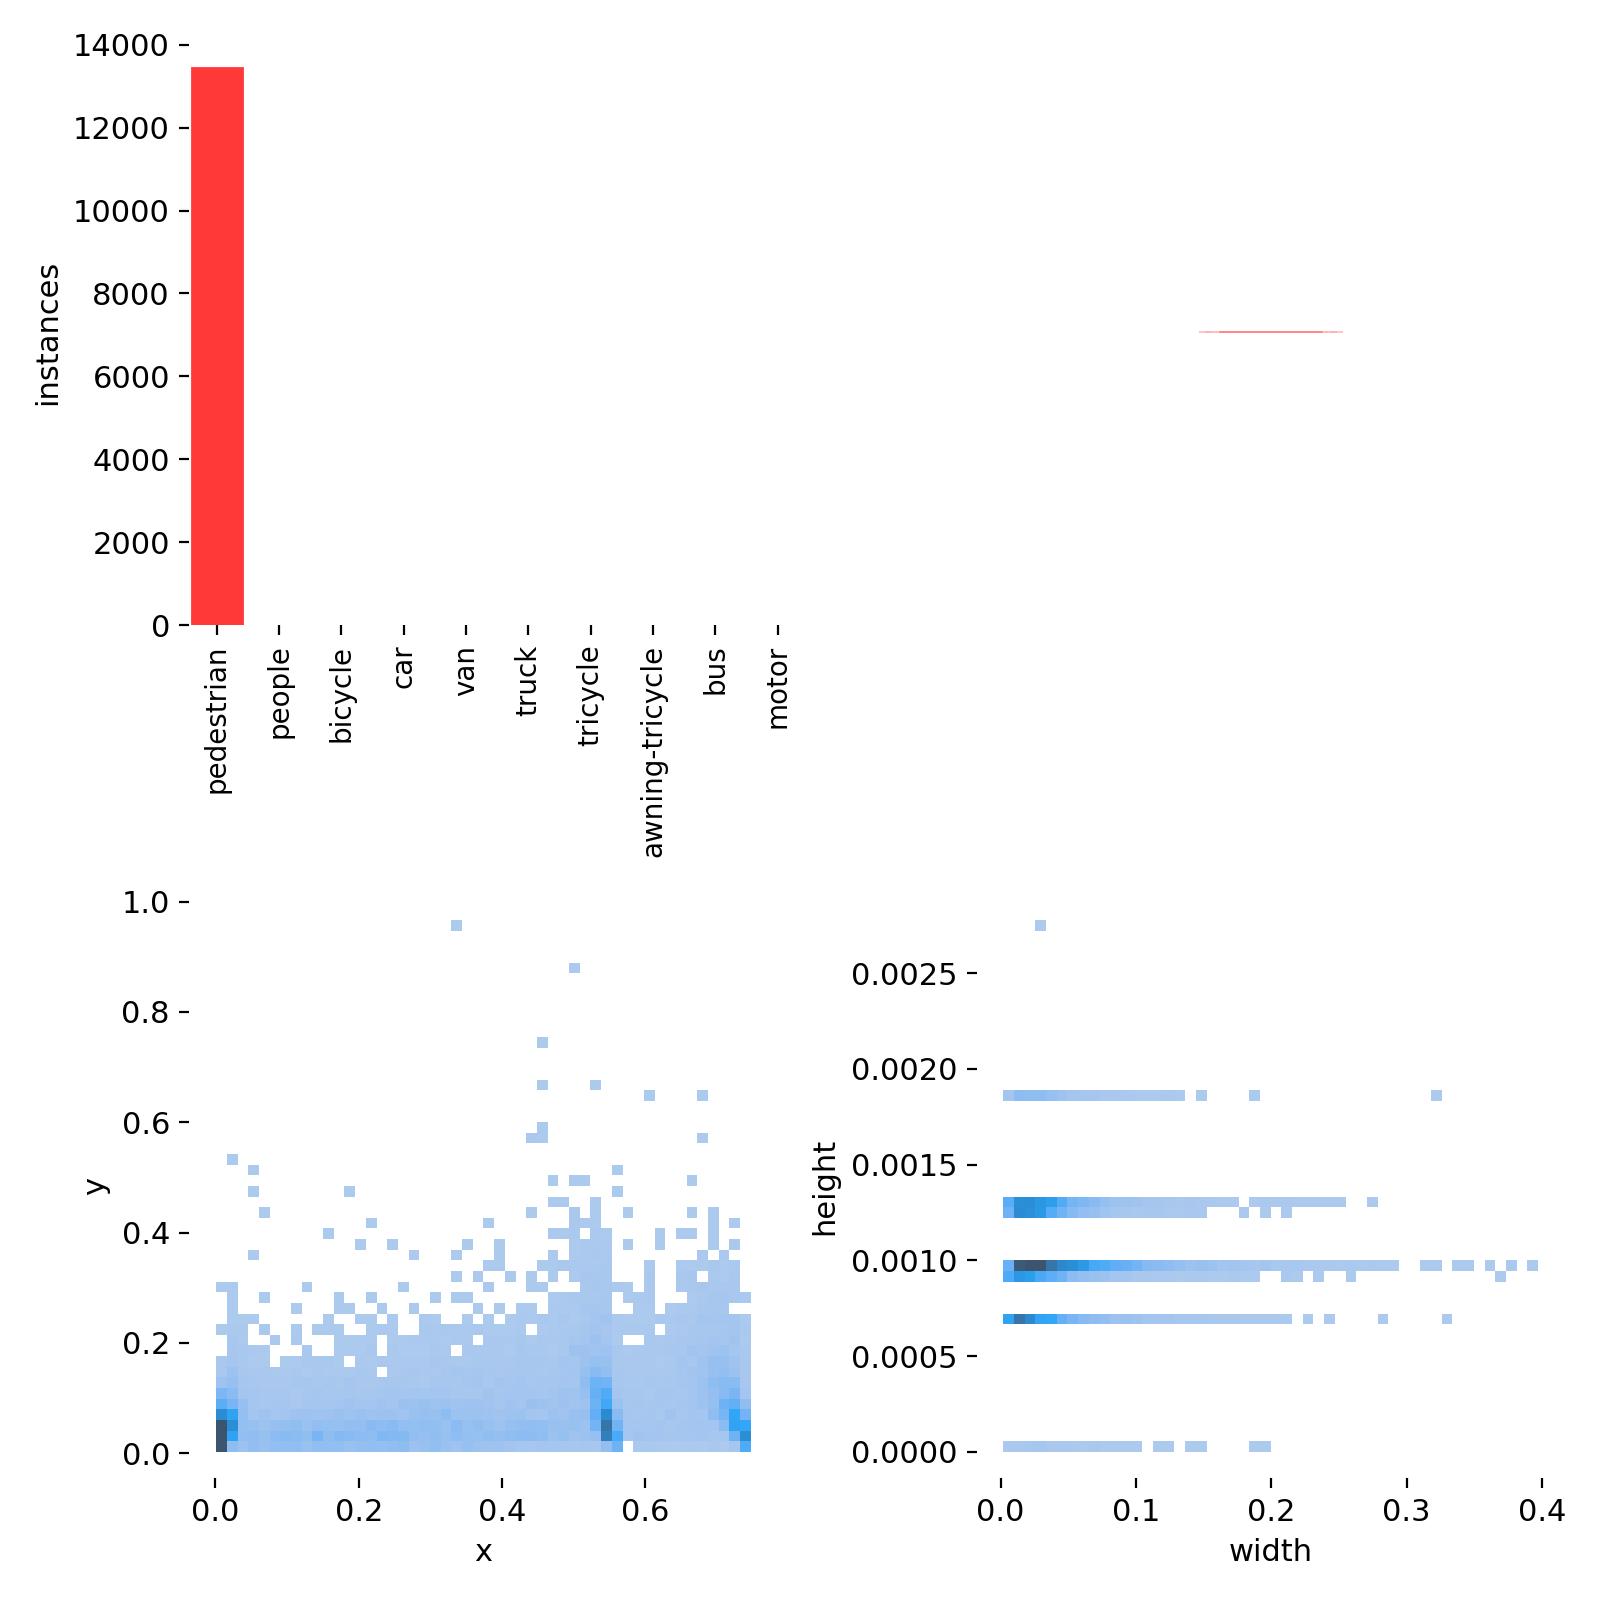 14000
12000
10000
8000
6000
4000
2000
0
instances
pedestrian
people
bicycle
car
van
truck
tricycle
awning-tricycle
bus
motor
1.0
0.8
0.6
0.4
0.2
0.0
y
0.0 0.2 0.4 0.6
x
0.0025
0.0020
0.0015
0.0010
0.0005
0.0000
height
0.0 0.1 0.2 0.3 0.4
width